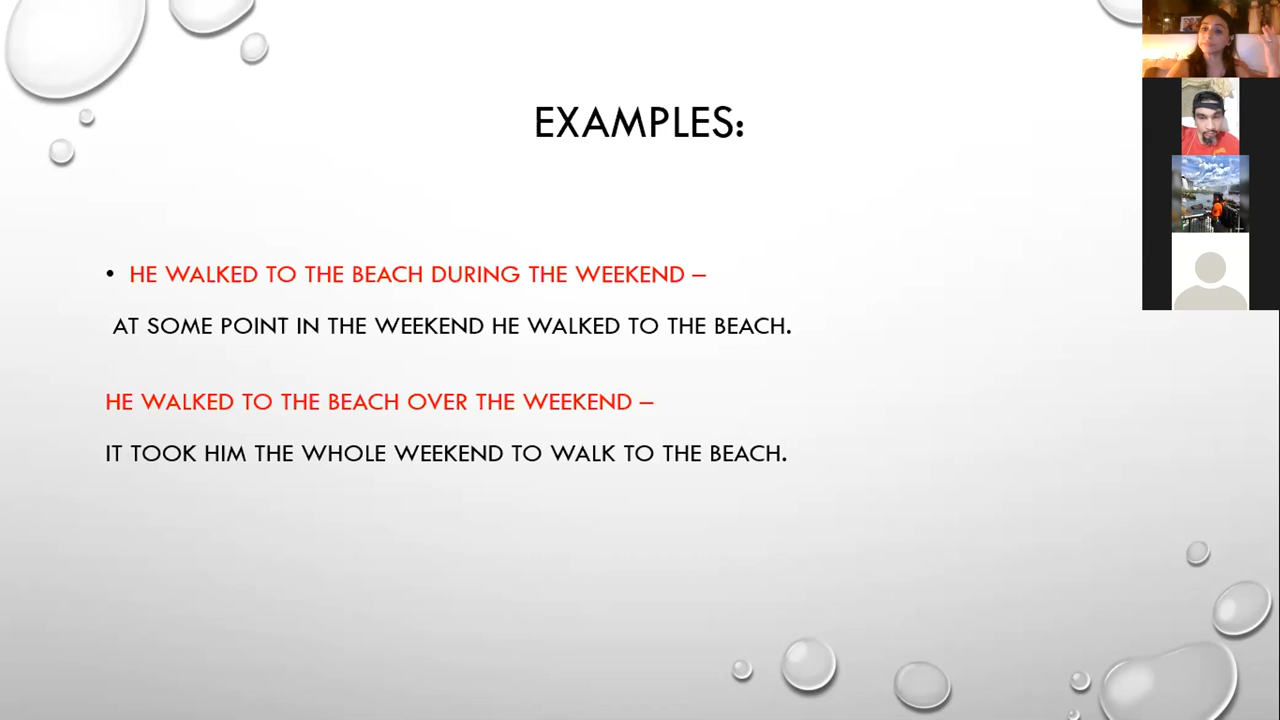 EXAMPLES:
• HE WALKED TO THE BEACH DURING THE WEEKEND –
AT SOME POINT IN THE WEEKEND HE WALKED TO THE BEACH.
HE WALKED TO THE BEACH OVER THE WEEKEND –
IT TOOK HIM THE WHOLE WEEKEND TO WALK TO THE BEACH.